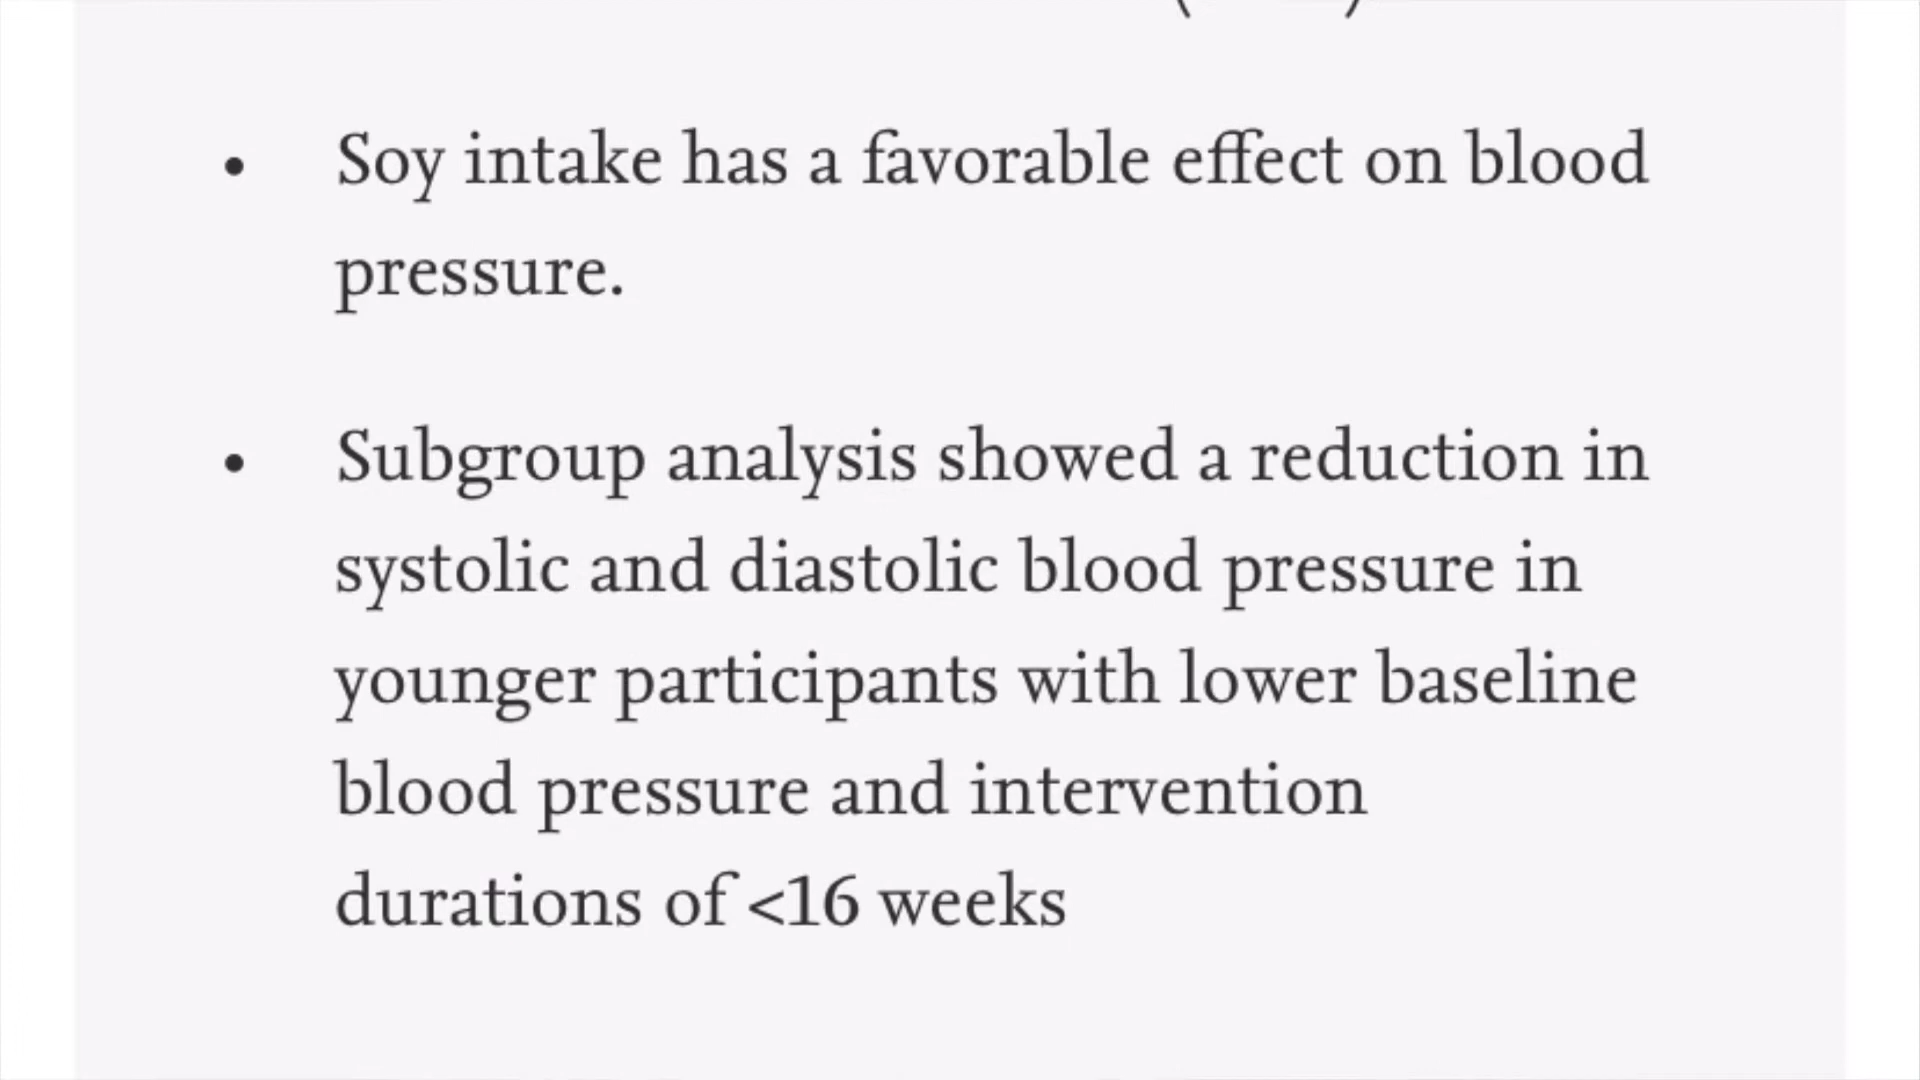 • Soy intake has a favorable effect on blood
pressure.
• Subgroup analysis showed a reduction in
systolic and diastolic blood pressure in
younger participants with lower baseline
blood pressure and intervention
durations of <16 weeks